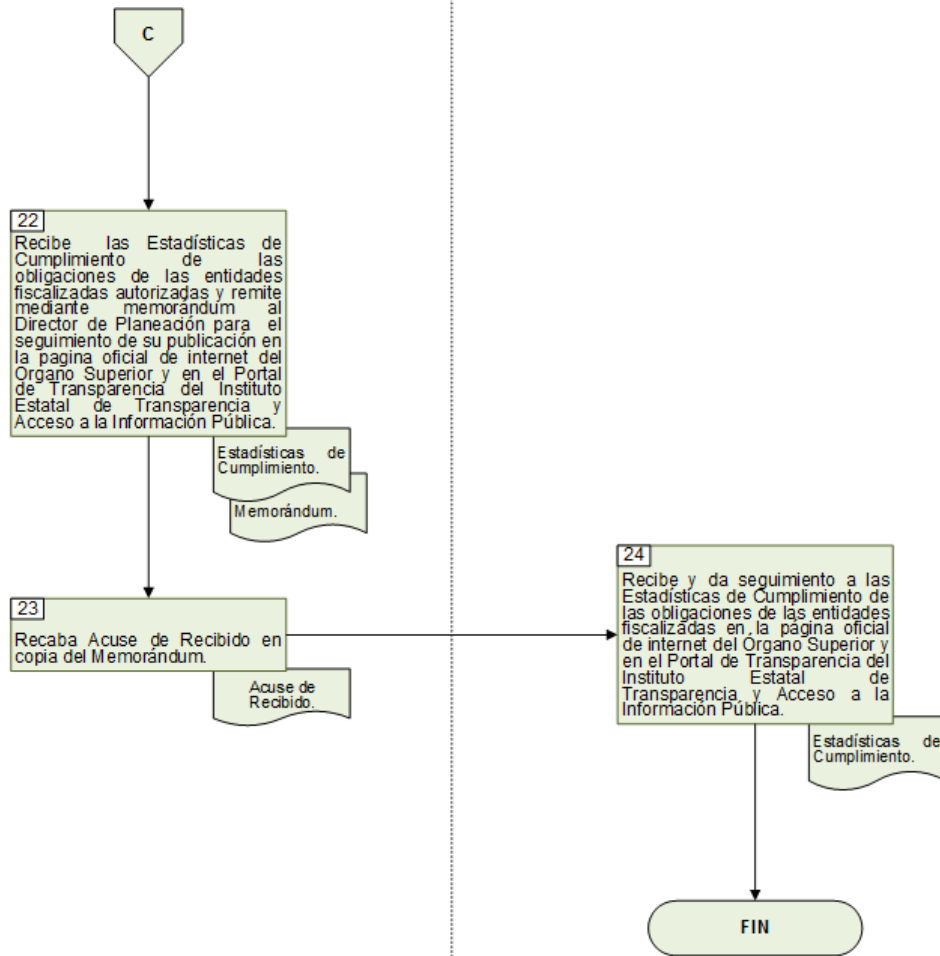 C
22
Recibe las Estadísticas de
Cumplimiento de las
obligaciones de las entidades
fiscalizadas autorizadas y remite
mediante memorándum al
Director de Planeación para el
seguimiento de su publicación en
la pagina oficial de internet del
Órgano Superior y en el Portal
de Transparencia del Instituto
Estatal de Transparencia y
Acceso a la Información Pública.
Estadísticas de
Cumplimiento.
Memorándum.
23
Recaba Acuse de Recibido en
copia del Memorándum.
Acuse de
Recibido.
24
Recibe y da seguimiento a las
Estadísticas de Cumplimiento de
las obligaciones de las entidades
fiscalizadas en la página oficial
de internet del Órgano Superior y
en el Portal de Transparencia del
Instituto Estatal de
Transparencia y Acceso a la
Información Pública.
Estadísticas de
Cumplimiento.
FIN